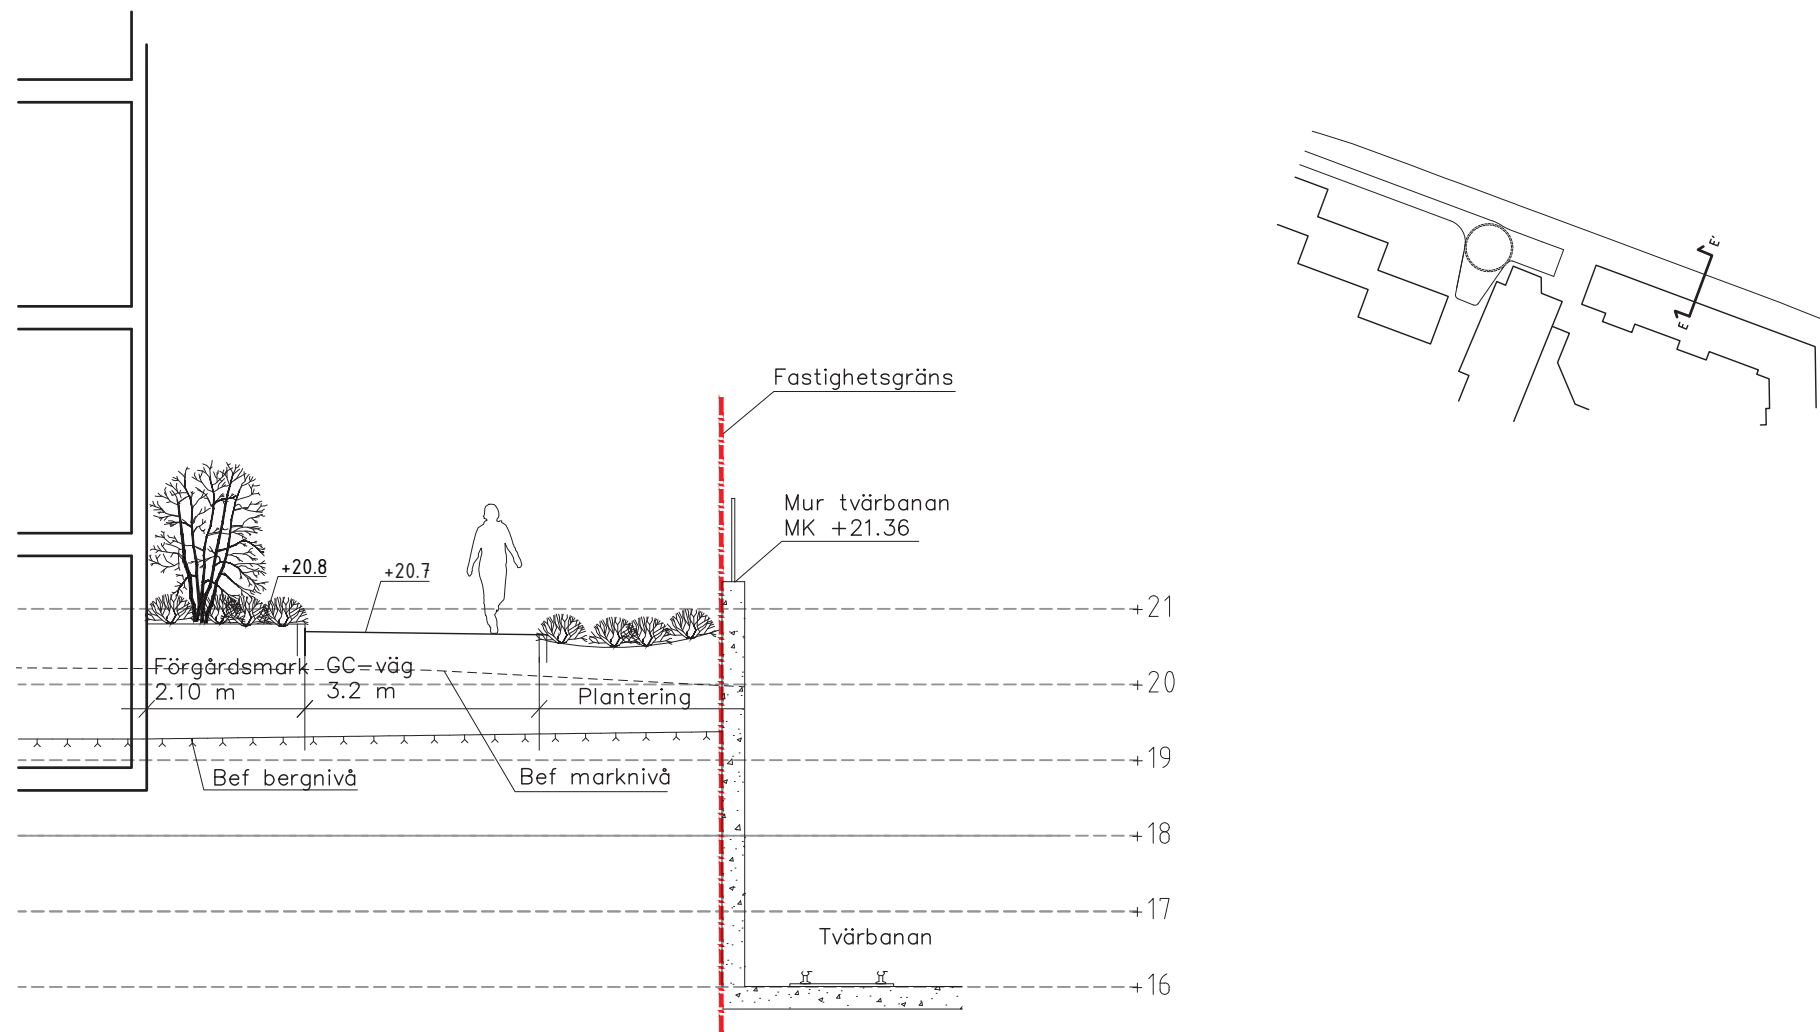 E'
E
Fastighetsgräns
Mur tvärbanan
MK +21.36
+20.8
+20.7
+21
Förgårdsmark
2.10 m
GC-väg
3.2 m
Plantering
+20
+19
Bef bergnivå
Bef marknivå
+18
+17
Tvärbanan
+16